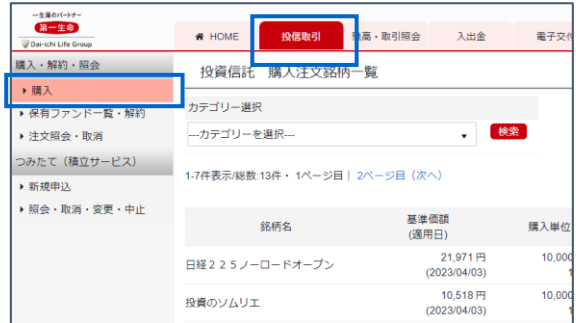 一生涯のパートナー
第一生命
Dai-ichi Life Group
HOME
投信取引
残高・取引照会
入出金
電子交付
購入・解約・照会
購入
保有ファンド一覧・解約
注文照会・取消
つみたて（積立サービス）
新規申込
照会・取消・変更・中止
投資信託　購入注文銘柄一覧
カテゴリー選択
---カテゴリーを選択---
検索
1-7件表示/総数:13件・ 1ページ目｜ 2ページ目（次へ）
銘柄名
基準価額
(適用日)
購入単位
日経２２５ノーロードオープン
21,971 円
(2023/04/03)
10,000
1
投資のソムリエ
10,518 円
(2023/04/03)
10,000
1